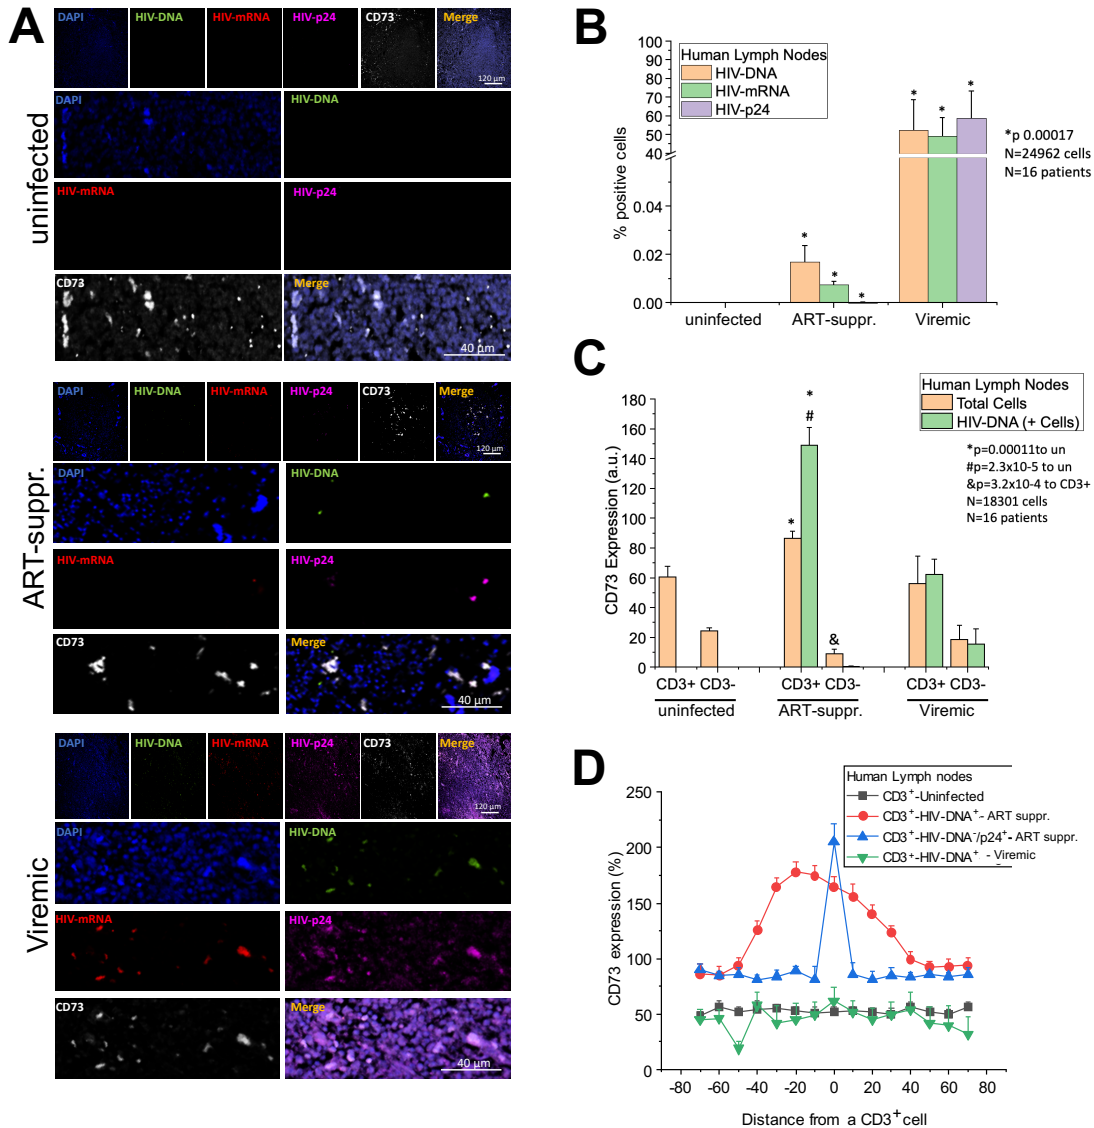 A
uninfected
DAPI HIV-DNA HIV-mRNA HIV-p24 CD73 Merge
120 µm
DAPI HIV-DNA
HIV-mRNA HIV-p24
CD73 Merge
40 µm
ART-suppr.
DAPI HIV-DNA HIV-mRNA HIV-p24 CD73 Merge
120 µm
DAPI HIV-DNA
HIV-mRNA HIV-p24
CD73 Merge
40 µm
Viremic
DAPI HIV-DNA HIV-mRNA HIV-p24 CD73 Merge
120 µm
DAPI HIV-DNA
HIV-mRNA HIV-p24
CD73 Merge
40 µm
B
% positive cells
100
90
80
70
60
50
40
0.04
0.02
0.00
Human Lymph Nodes
HIV-DNA
HIV-mRNA
HIV-p24
* * *
* * *
*p 0.00017
N=24962 cells
N=16 patients
uninfected ART-suppr. Viremic
C
CD73 Expression (a.u.)
180
160
140
120
100
80
60
40
20
0
Human Lymph Nodes
Total Cells
HIV-DNA (+ Cells)
*p=0.00011to un
#p=2.3x10-5 to un
&p=3.2x10-4 to CD3+
N=18301 cells
N=16 patients
*
#
*
&
CD3+ CD3- CD3+ CD3- CD3+ CD3-
uninfected ART-suppr. Viremic
D
CD73 expression (%)
250
200
150
100
50
0
Human Lymph nodes
CD3⁺-Uninfected
CD3⁺-HIV-DNA⁺- ART suppr.
CD3⁺-HIV-DNA⁻/p24⁺- ART suppr.
CD3⁺-HIV-DNA⁺ - Viremic
-80 -60 -40 -20 0 20 40 60 80
Distance from a CD3⁺cell